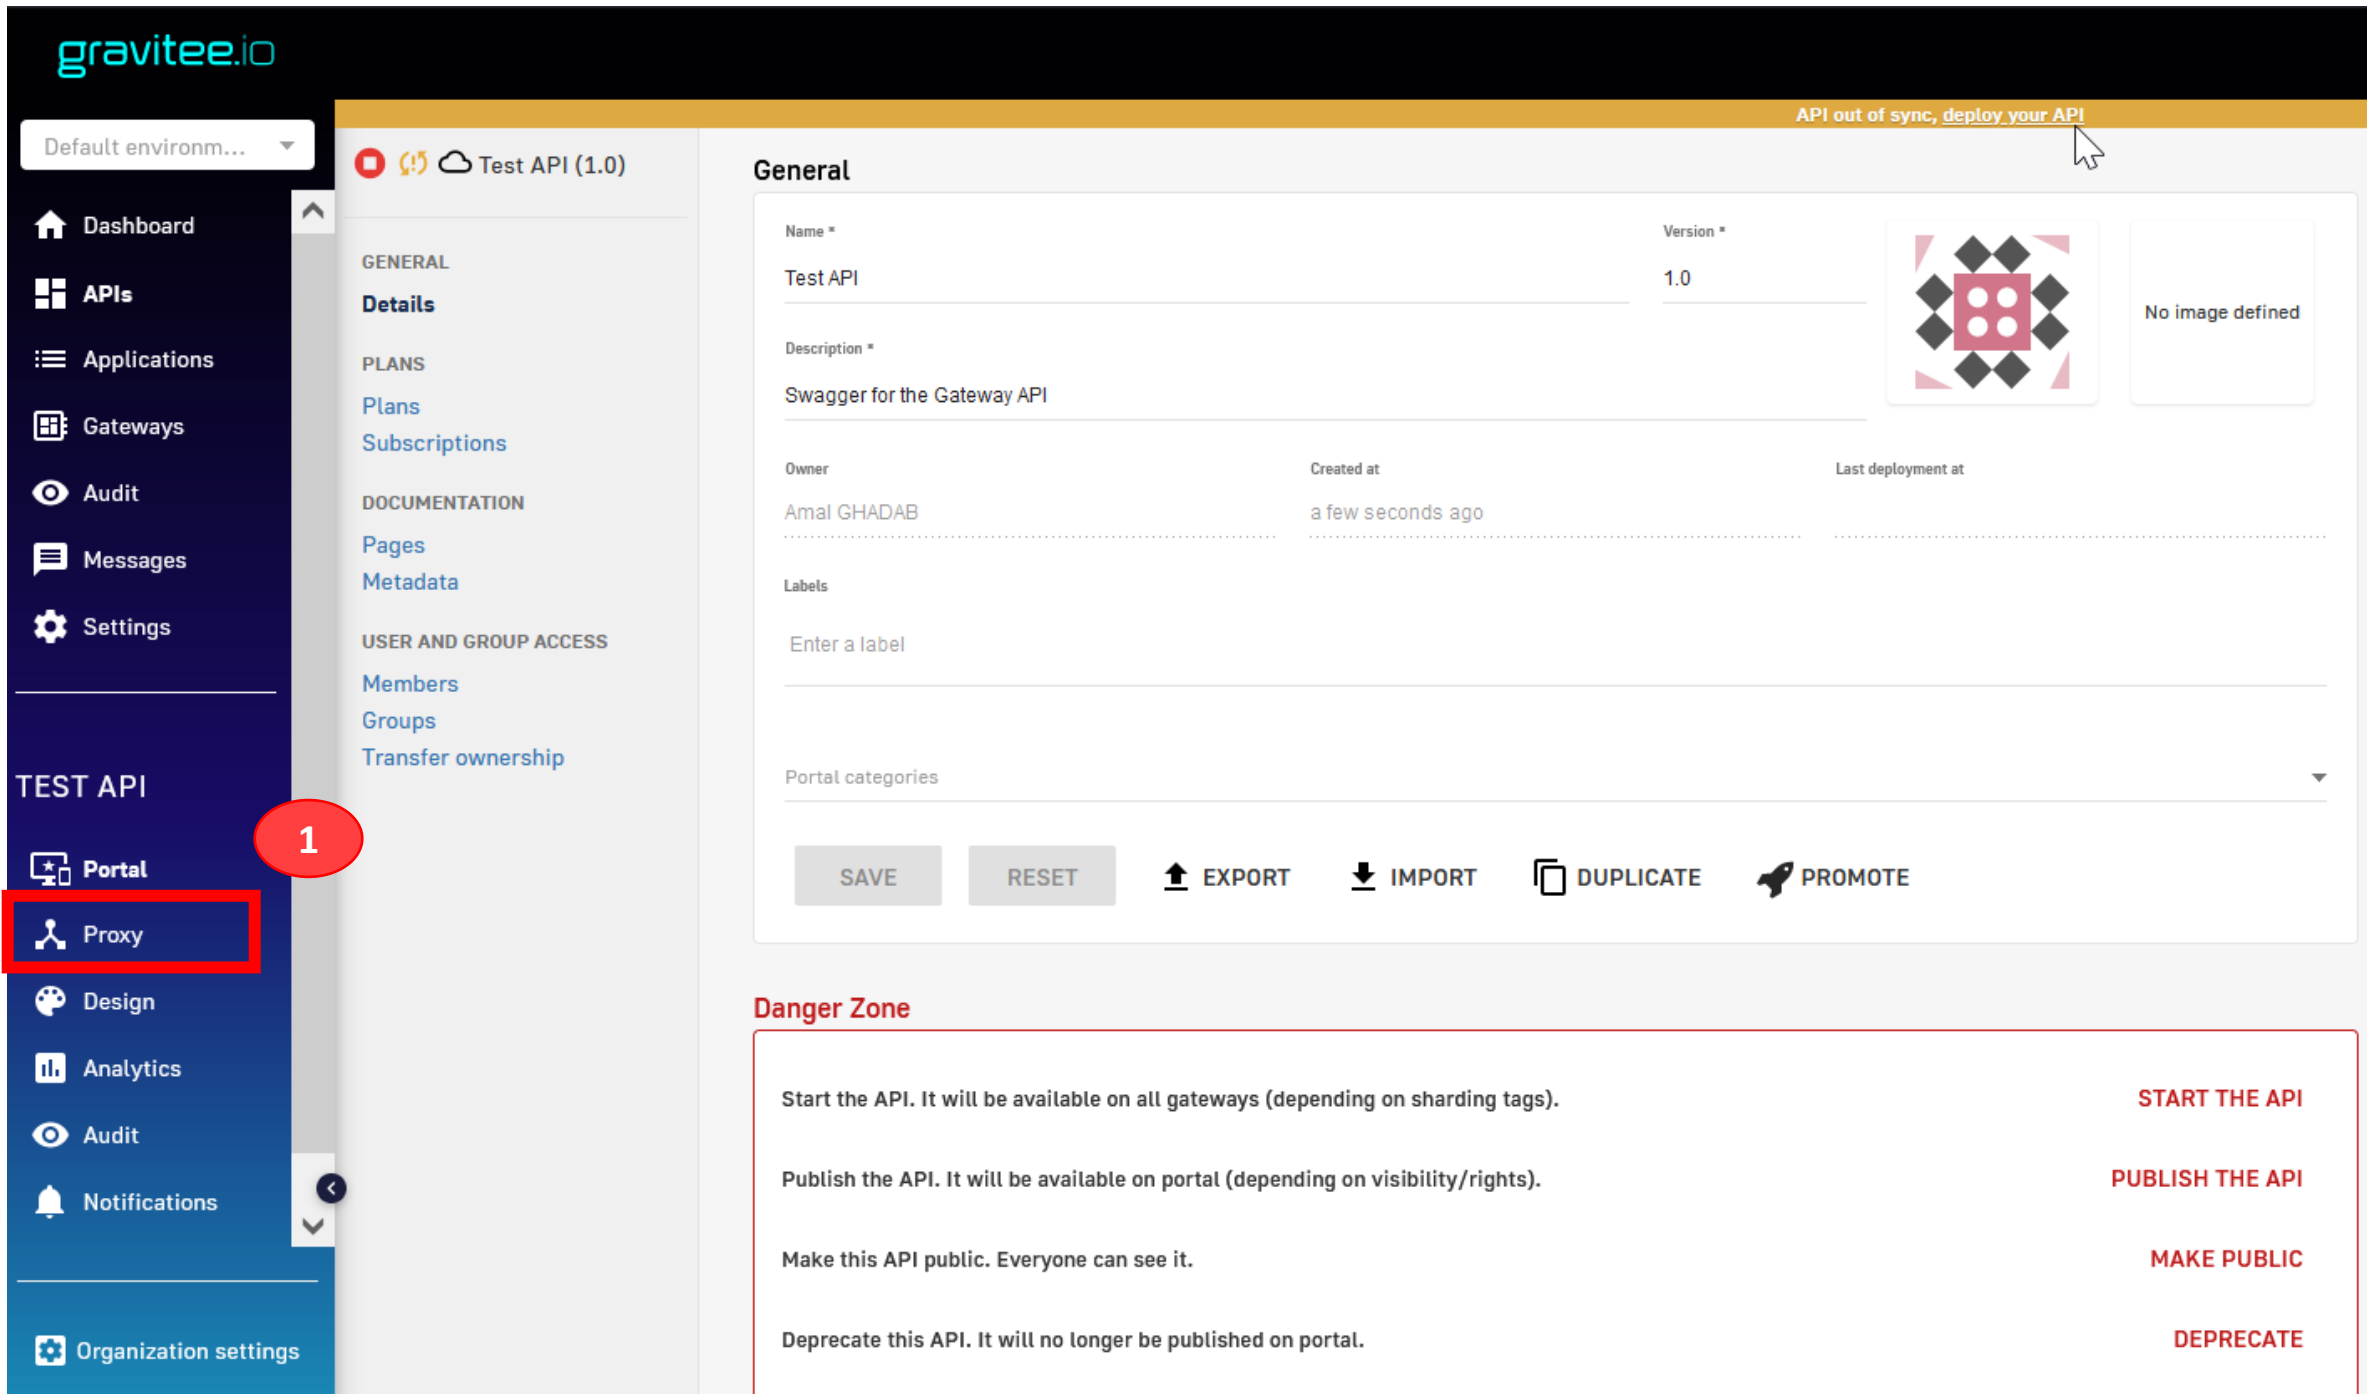 gravitee.io
API out of sync, deploy your API
Default environm...
Dashboard
APIs
Applications
Gateways
Audit
Messages
Settings
TEST API
1
Portal
Proxy
Design
Analytics
Audit
Notifications
Organization settings
Test API (1.0)
GENERAL
Details
PLANS
Plans
Subscriptions
DOCUMENTATION
Pages
Metadata
USER AND GROUP ACCESS
Members
Groups
Transfer ownership
General
Name *
Version *
Test API
1.0
No image defined
Description *
Swagger for the Gateway API
Owner
Created at
Last deployment at
Amal GHADAB
a few seconds ago
Labels
Enter a label
Portal categories
SAVE
RESET
EXPORT
IMPORT
DUPLICATE
PROMOTE
Danger Zone
Start the API. It will be available on all gateways (depending on sharding tags).
START THE API
Publish the API. It will be available on portal (depending on visibility/rights).
PUBLISH THE API
Make this API public. Everyone can see it.
MAKE PUBLIC
Deprecate this API. It will no longer be published on portal.
DEPRECATE